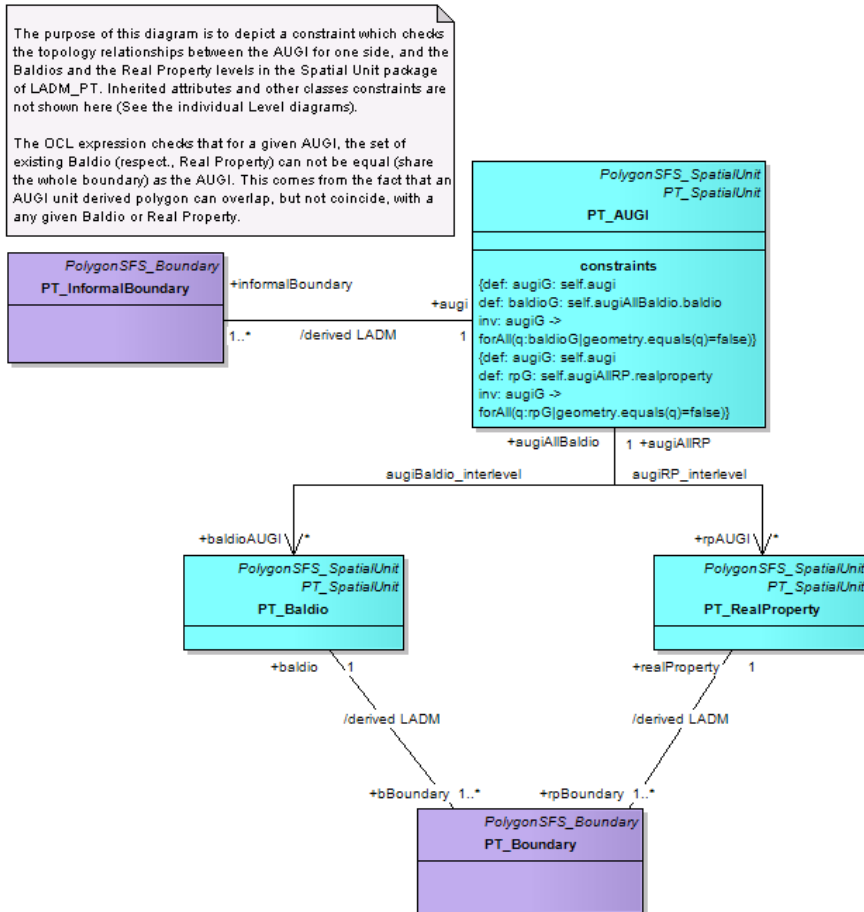 The purpose of this diagram is to depict a constraint which checks
the topology relationships between the AUGI for one side, and the
Baldios and the Real Property levels in the Spatial Unit package
of LADM_PT. Inherited attributes and other classes constraints are
not shown here (See the individual Level diagrams).
The OCL expression checks that for a given AUGI, the set of
existing Baldio (respect., Real Property) can not be equal (share
the whole boundary) as the AUGI. This comes from the fact that an
AUGI unit derived polygon can overlap, but not coincide, with a
any given Baldio or Real Property.
PolygonSFS_SpatialUnit
PT_SpatialUnit
PT_AUGI
constraints
{def: augiG: self.augi
def: baldioG: self.augiAllBaldio.baldio
inv: augiG ->
forAll(q:baldioG|geometry.equals(q)=false)}
{def: augiG: self.augi
def: rpG: self.augiAllRP.realproperty
inv: augiG ->
forAll(q:rpG|geometry.equals(q)=false)}
PolygonSFS_Boundary
PT_InformalBoundary
+informalBoundary
+augi
1..*
/derived LADM
1
+augiAllBaldio
1
+augiAllRP
augiBaldio_interlevel
augiRP_interlevel
+baldioAUGI
*
+rpAUGI
*
PolygonSFS_SpatialUnit
PT_SpatialUnit
PT_Baldio
PolygonSFS_SpatialUnit
PT_SpatialUnit
PT_RealProperty
+baldio
1
+realProperty
1
/derived LADM
/derived LADM
+bBoundary
1..*
+rpBoundary
1..*
PolygonSFS_Boundary
PT_Boundary